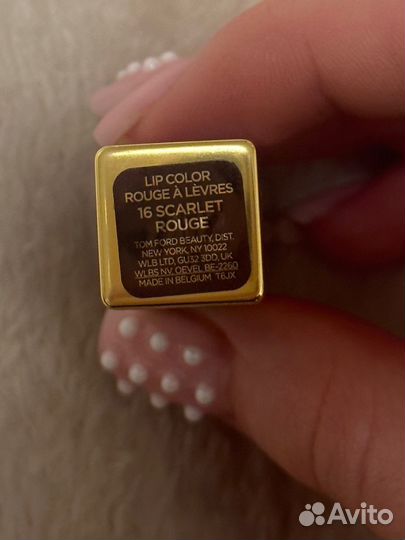 LIP COLOR
ROUGE À LÈVRES
16 SCARLET
ROUGE
TOM FORD BEAUTY, DIST.
NEW YORK, NY 10022
WLB LTD, GU32 3DD, UK
WLBS NV, OEVEL BE-2260
MADE IN BELGIUM T6JX
Avito